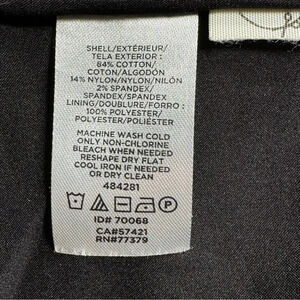 SHELL/EXTÉRIEUR/
TELA EXTERIOR :
84% COTTON/
COTON/ALGODÓN
14% NYLON/NYLON/NILÓN
2% SPANDEX/
SPANDEX/SPANDEX
LINING/DOUBLURE/FORRO :
100% POLYESTER/
POLYESTER/POLIÉSTER
MACHINE WASH COLD
ONLY NON-CHLORINE
BLEACH WHEN NEEDED
RESHAPE DRY FLAT
COOL IRON IF NEEDED
OR DRY CLEAN
484281
P
ID# 70068
CA#57421
RN#77379